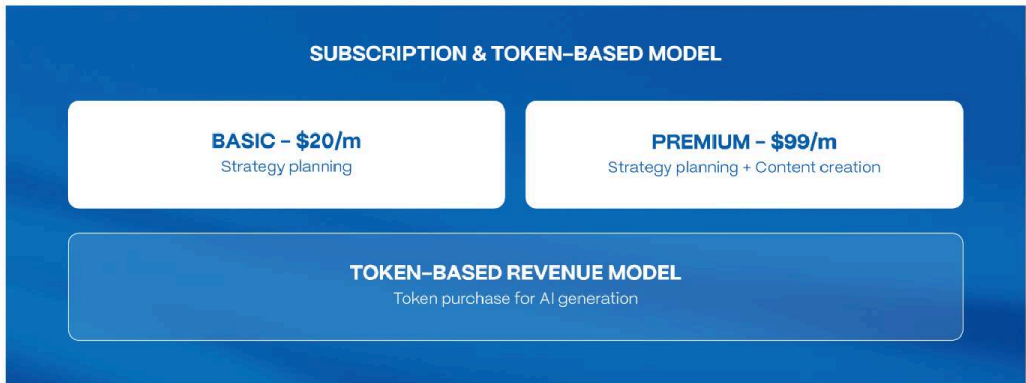 SUBSCRIPTION & TOKEN-BASED MODEL
BASIC - $20/m
Strategy planning
PREMIUM - $99/m
Strategy planning + Content creation
TOKEN-BASED REVENUE MODEL
Token purchase for AI generation